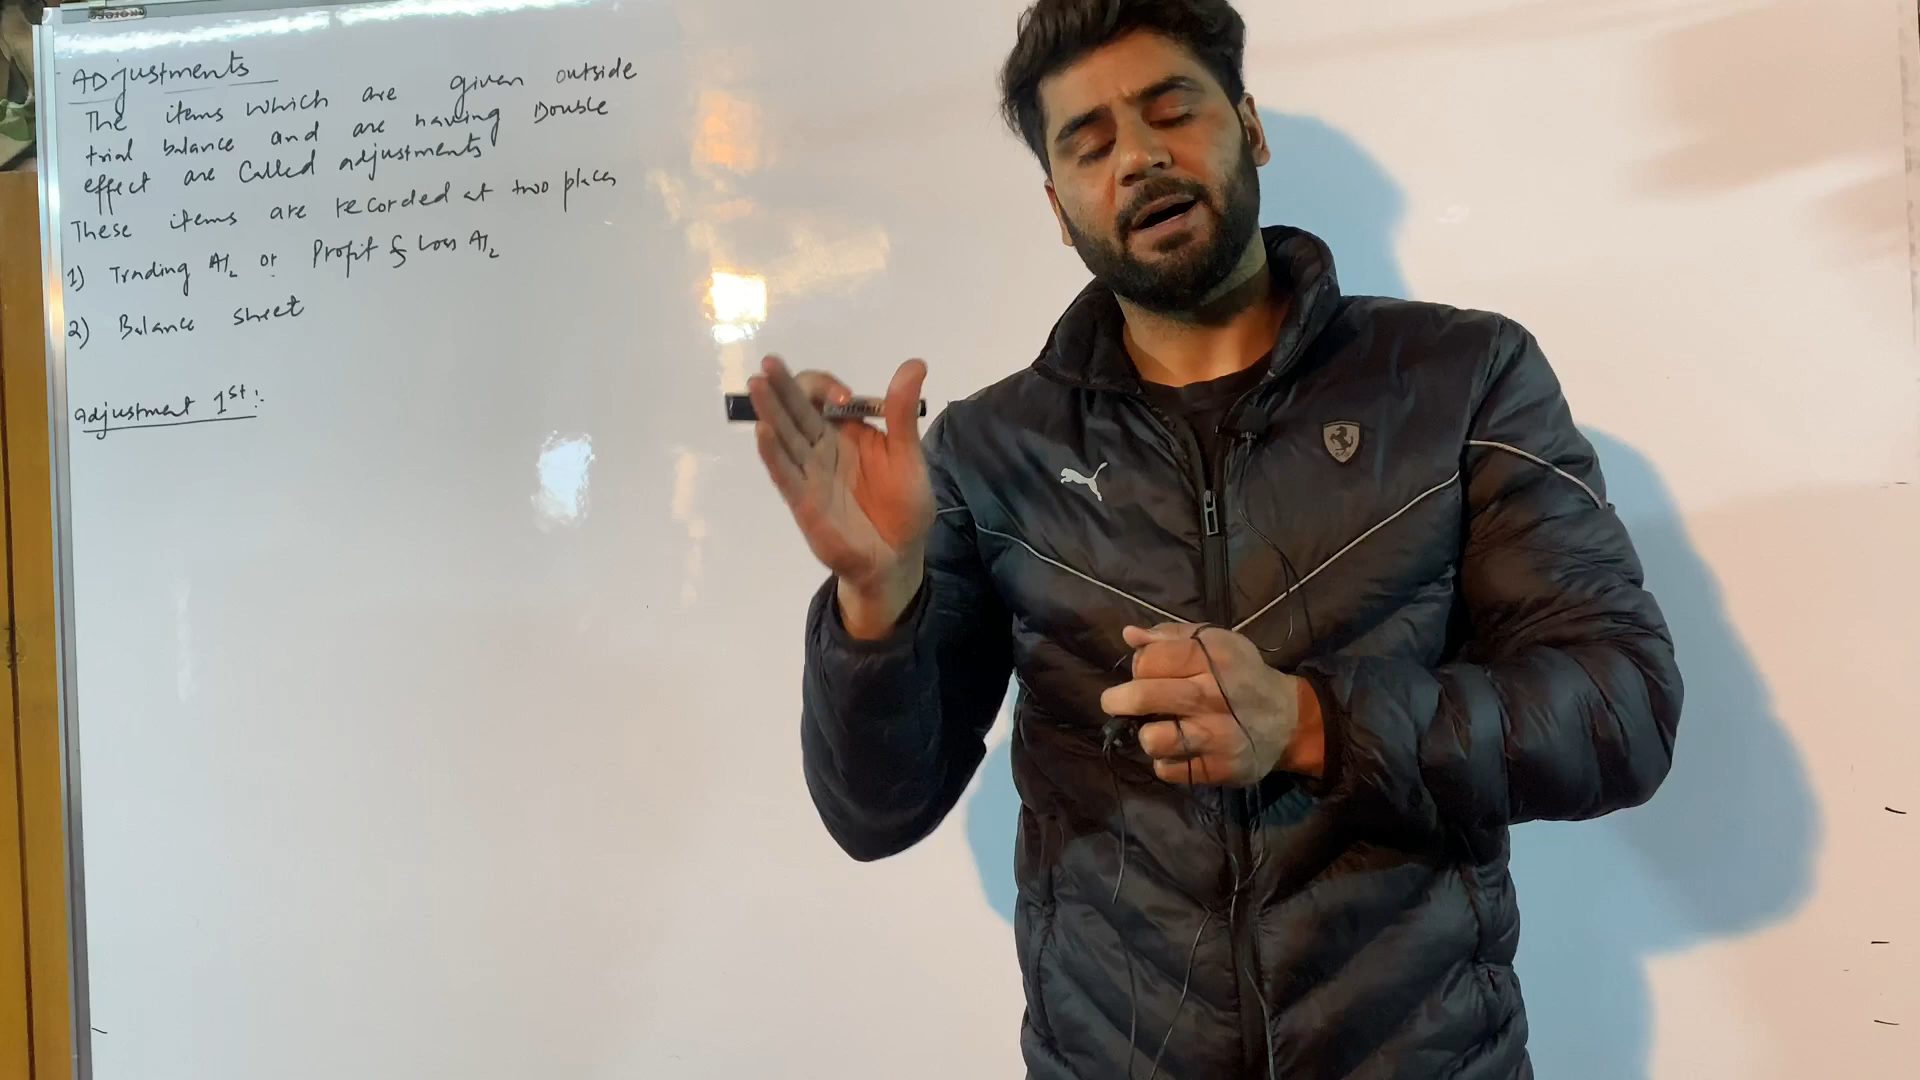 ADjustments
The items which are given outside
trial balance and are having Double
effect are Called adjustments
These items are recorded at two places
1) Trading A/c or Profit & Loss A/c
2) Balance sheet
adjustment 1st:-